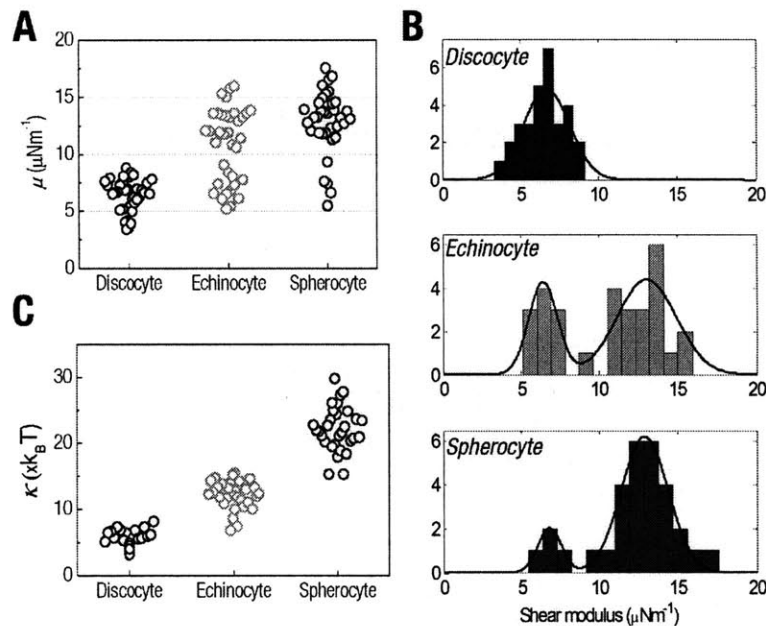 A
μ (μNm⁻¹)
20
15
10
5
0
Discocyte Echinocyte Spherocyte
B
Discocyte
6
4
2
0
0 5 10 15 20
Echinocyte
6
4
2
0
0 5 10 15 20
Spherocyte
6
4
2
0
0 5 10 15 20
Shear modulus (μNm⁻¹)
C
κ (xk_BT)
30
20
10
0
Discocyte Echinocyte Spherocyte